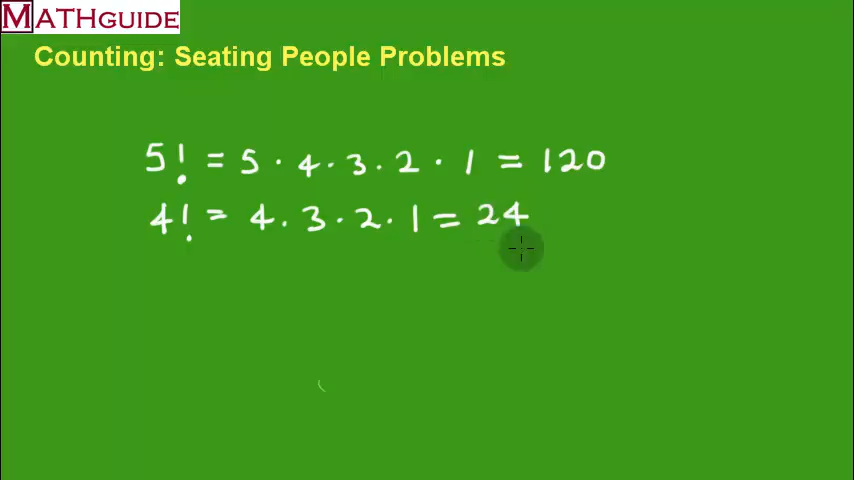 MATHGUIDE
Counting: Seating People Problems
5! = 5 · 4 · 3 · 2 · 1 = 120
4! = 4 · 3 · 2 · 1 = 24